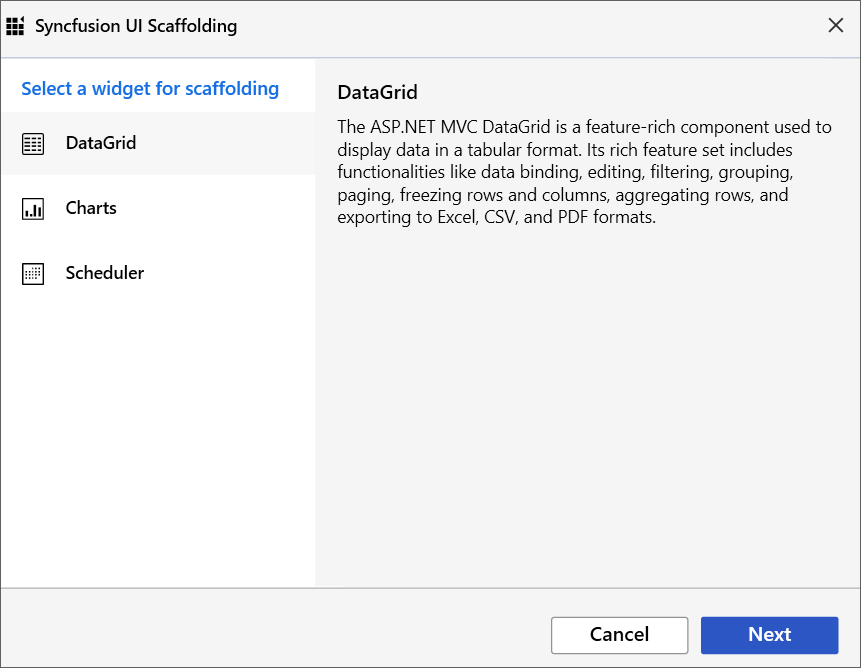 Syncfusion UI Scaffolding
Select a widget for scaffolding
DataGrid
Charts
Scheduler
DataGrid
The ASP.NET MVC DataGrid is a feature-rich component used to
display data in a tabular format. Its rich feature set includes
functionalities like data binding, editing, filtering, grouping,
paging, freezing rows and columns, aggregating rows, and
exporting to Excel, CSV, and PDF formats.
Cancel
Next